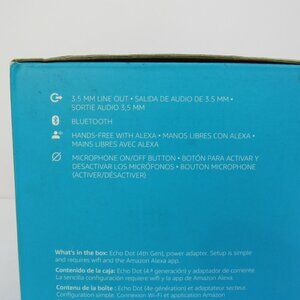 3.5 MM LINE OUT • SALIDA DE AUDIO DE 3.5 MM •
SORTIE AUDIO 3,5 MM
BLUETOOTH
HANDS-FREE WITH ALEXA • MANOS LIBRES CON ALEXA •
MAINS LIBRES AVEC ALEXA
MICROPHONE ON/OFF BUTTON • BOTÓN PARA ACTIVAR Y
DESACTIVAR LOS MICRÓFONOS • BOUTON MICROPHONE
(ACTIVER/DÉSACTIVER)
What's in the box: Echo Dot (4th Gen), power adapter. Setup is simple
and requires wifi and the Amazon Alexa app.
Contenido de la caja: Echo Dot (4.ª generación) y adaptador de corriente.
La sencilla configuración requiere wifi y la app Amazon Alexa.
Contenu de la boîte : Echo Dot (4e génération) et adaptateur secteur.
Configuration simple. Connexion Wi-Fi et application Amazon